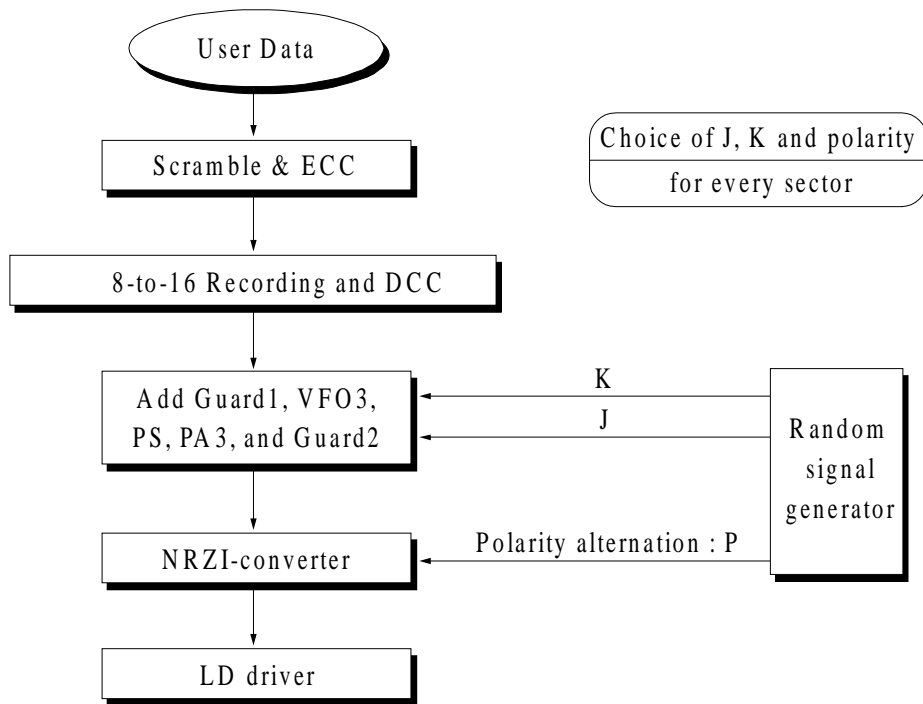 User Data
Choice of J, K and polarity
for every sector
Scramble & ECC
8-to-16 Recording and DCC
Add Guard1, VFO3,
PS, PA3, and Guard2
K
J
Random
signal
generator
Polarity alternation : P
NRZI-converter
LD driver